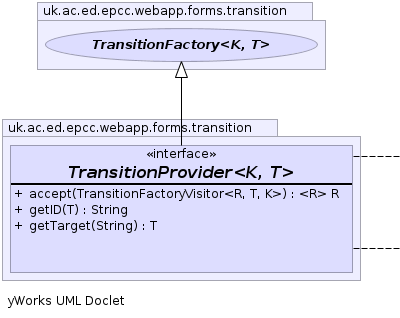 uk.ac.ed.epcc.webapp.forms.transition
TransitionFactory<K, T>
uk.ac.ed.epcc.webapp.forms.transition
«interface»
TransitionProvider<K, T>
+ accept(TransitionFactoryVisitor<R, T, K>) : <R> R
+ getID(T) : String
+ getTarget(String) : T
yWorks UML Doclet